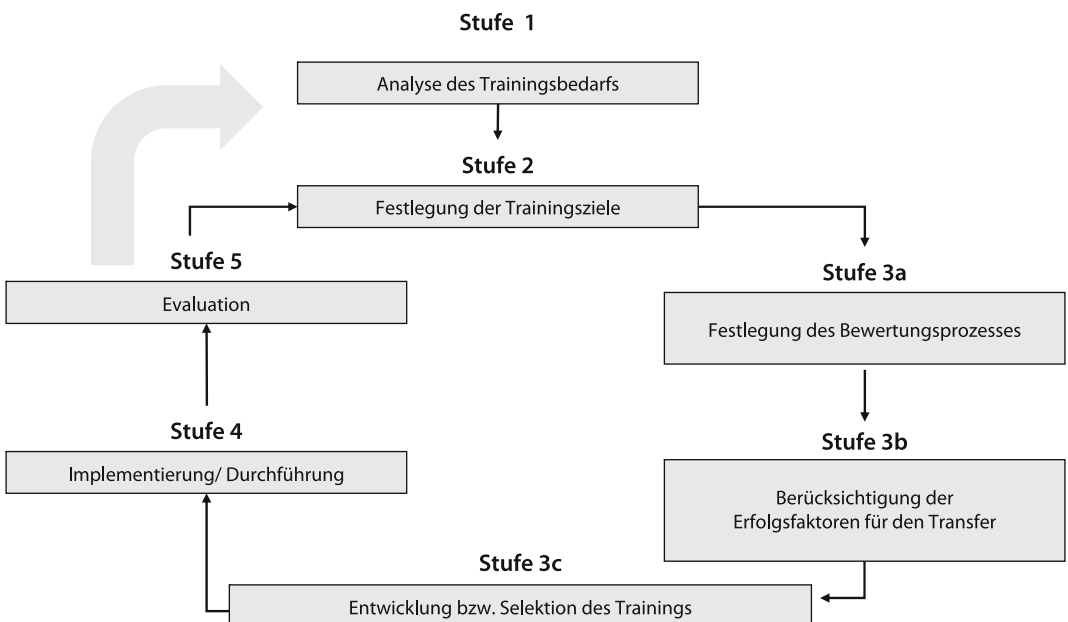 Stufe 1
Analyse des Trainingsbedarfs
Stufe 2
Festlegung der Trainingsziele
Stufe 3a
Festlegung des Bewertungsprozesses
Stufe 3b
Berücksichtigung der
Erfolgsfaktoren für den Transfer
Stufe 3c
Entwicklung bzw. Selektion des Trainings
Stufe 4
Implementierung/ Durchführung
Stufe 5
Evaluation